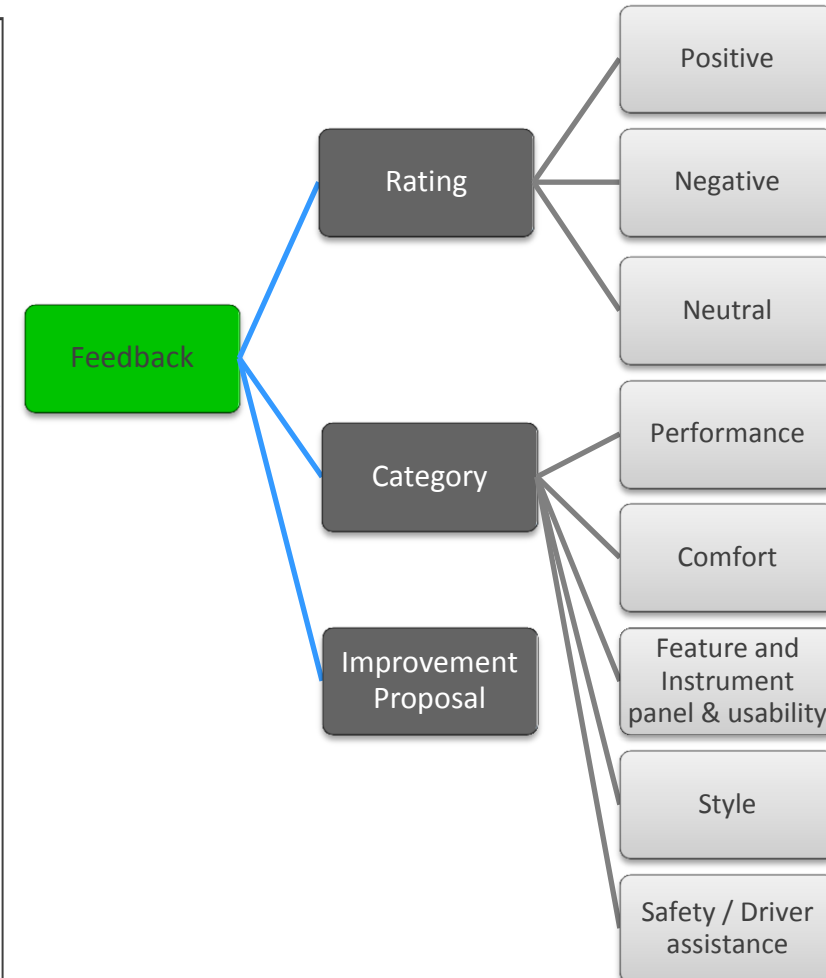 Feedback
Rating
Positive
Negative
Neutral
Category
Performance
Comfort
Feature and
Instrument
panel & usability
Style
Safety / Driver
assistance
Improvement
Proposal